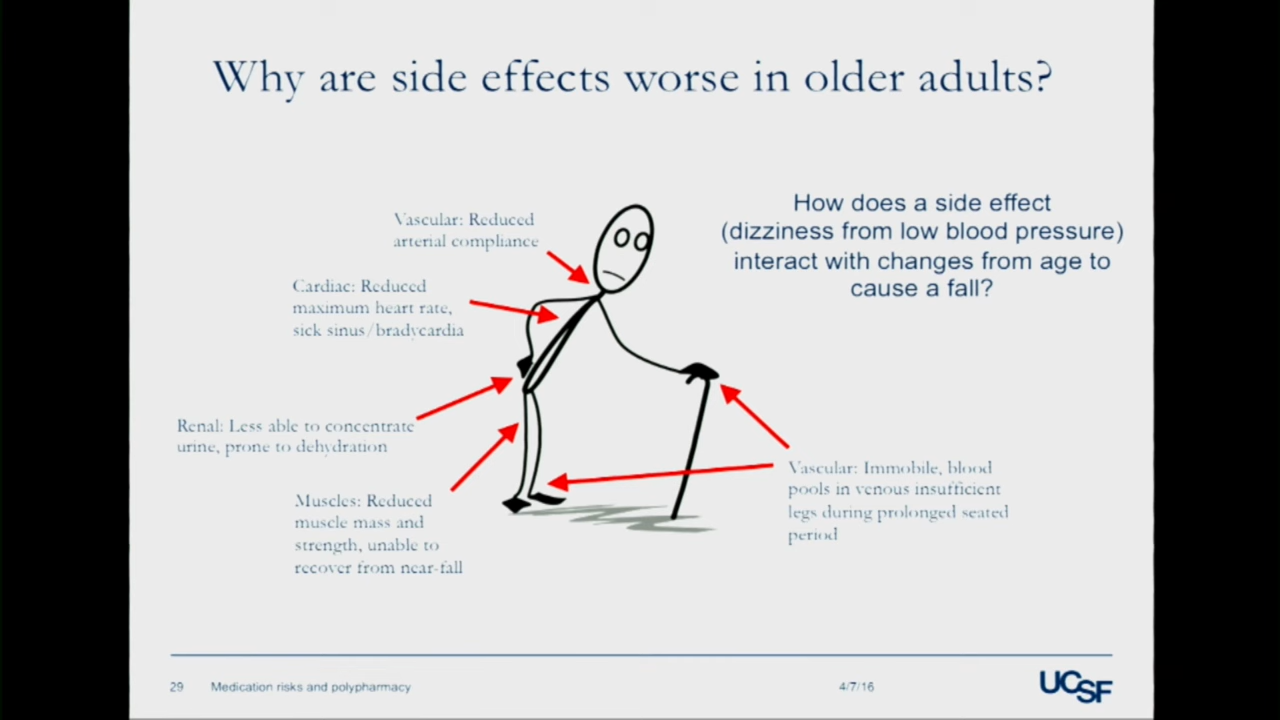 Why are side effects worse in older adults?
How does a side effect
(dizziness from low blood pressure)
interact with changes from age to
cause a fall?
Vascular: Reduced
arterial compliance
Cardiac: Reduced
maximum heart rate,
sick sinus/bradycardia
Renal: Less able to concentrate
urine, prone to dehydration
Muscles: Reduced
muscle mass and
strength, unable to
recover from near-fall
Vascular: Immobile, blood
pools in venous insufficient
legs during prolonged seated
period
29 Medication risks and polypharmacy 4/7/16 UCSF